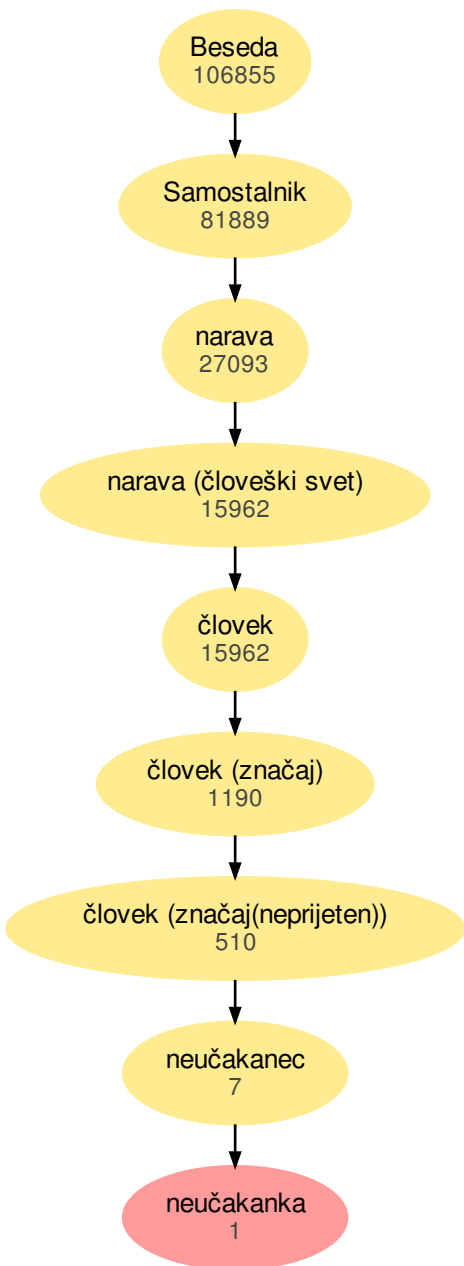 Beseda
106855
Samostalnik
81889
narava
27093
narava (človeški svet)
15962
človek
15962
človek (značaj)
1190
človek (značaj(neprijeten))
510
neučakanec
7
neučakanka
1